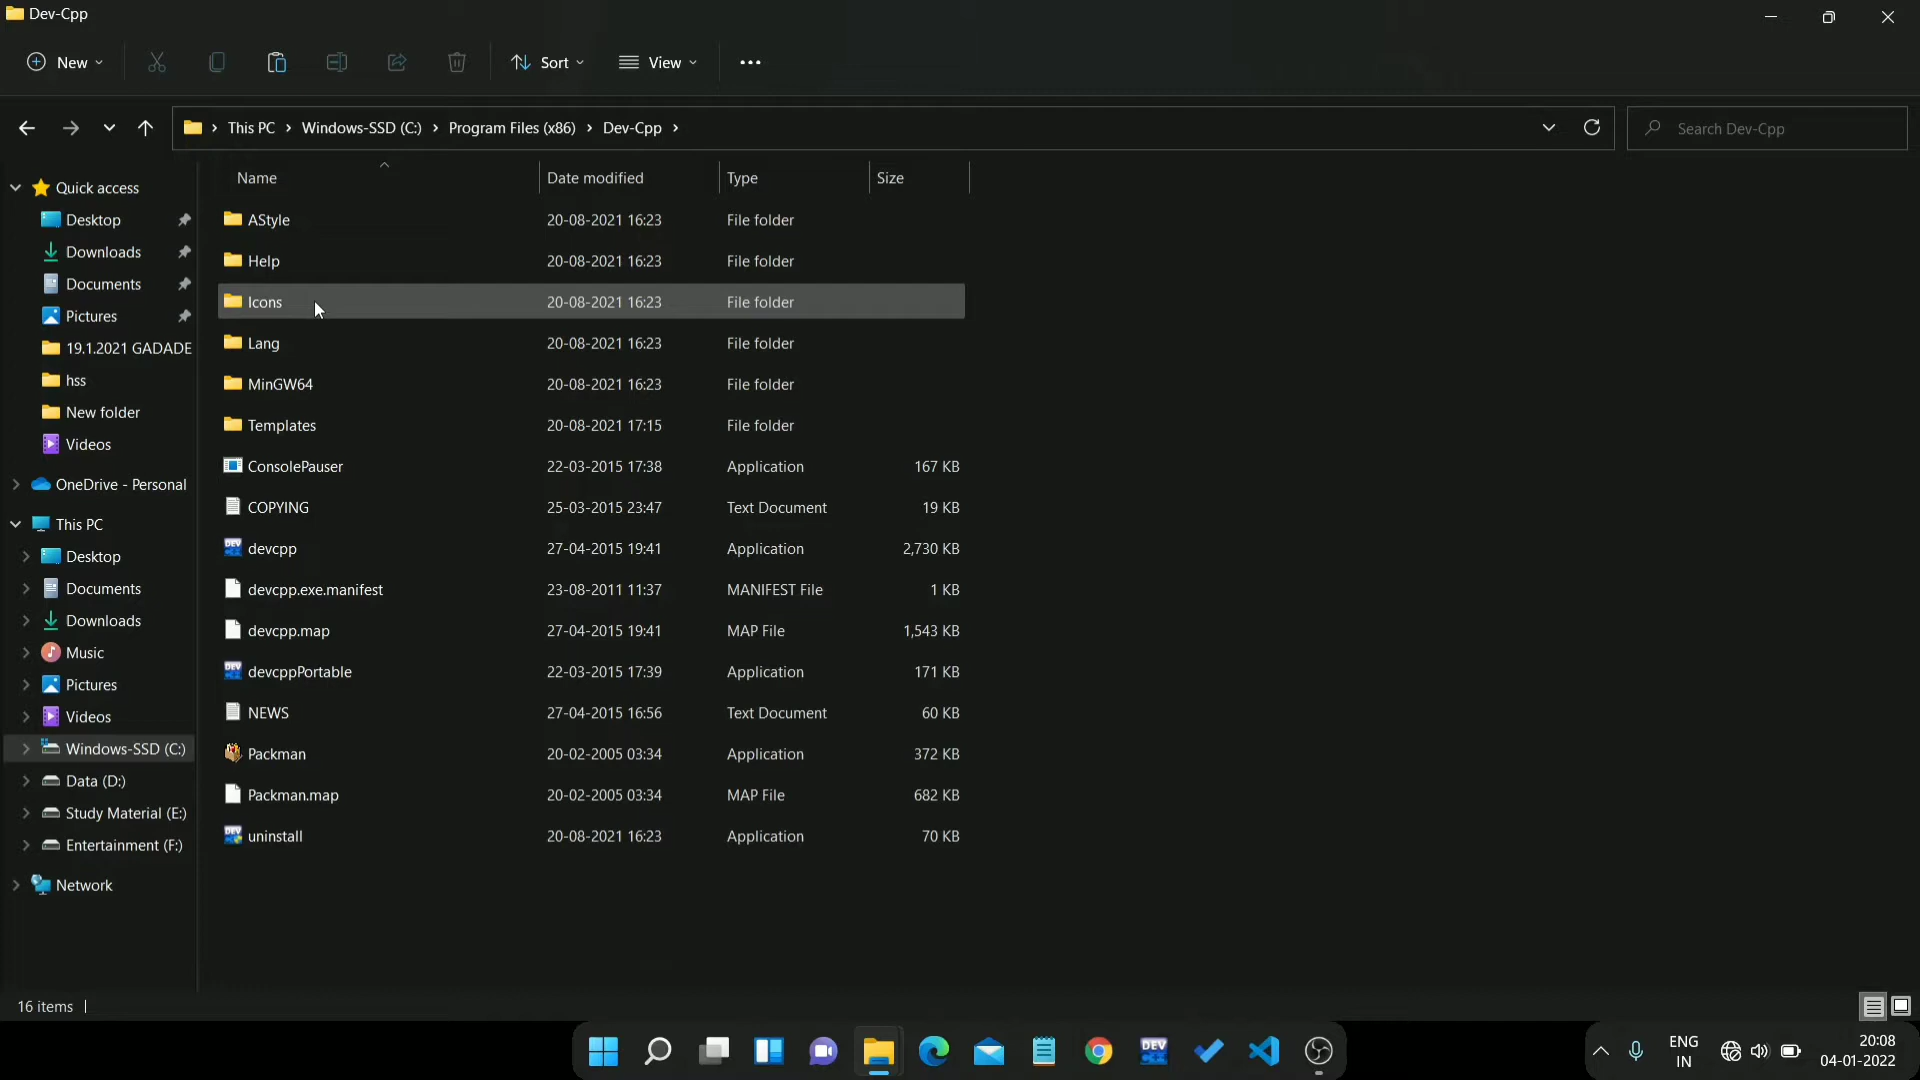 Dev-Cpp
New
Sort
View
This PC
Windows-SSD (C:)
Program Files (x86)
Dev-Cpp
Search Dev-Cpp
Name
Date modified
Type
Size
Quick access
Desktop
Downloads
Documents
Pictures
19.1.2021 GADADE
hss
New folder
Videos
OneDrive - Personal
This PC
Desktop
Documents
Downloads
Music
Pictures
Videos
Windows-SSD (C:)
Data (D:)
Study Material (E:)
Entertainment (F:)
Network
AStyle 20-08-2021 16:23 File folder
Help 20-08-2021 16:23 File folder
Icons 20-08-2021 16:23 File folder
Lang 20-08-2021 16:23 File folder
MinGW64 20-08-2021 16:23 File folder
Templates 20-08-2021 17:15 File folder
ConsolePauser 22-03-2015 17:38 Application 167 KB
COPYING 25-03-2015 23:47 Text Document 19 KB
devcpp 27-04-2015 19:41 Application 2,730 KB
devcpp.exe.manifest 23-08-2011 11:37 MANIFEST File 1 KB
devcpp.map 27-04-2015 19:41 MAP File 1,543 KB
devcppPortable 22-03-2015 17:39 Application 171 KB
NEWS 27-04-2015 16:56 Text Document 60 KB
Packman 20-02-2005 03:34 Application 372 KB
Packman.map 20-02-2005 03:34 MAP File 682 KB
uninstall 20-08-2021 16:23 Application 70 KB
16 items
DEV
ENG
IN
20:08
04-01-2022